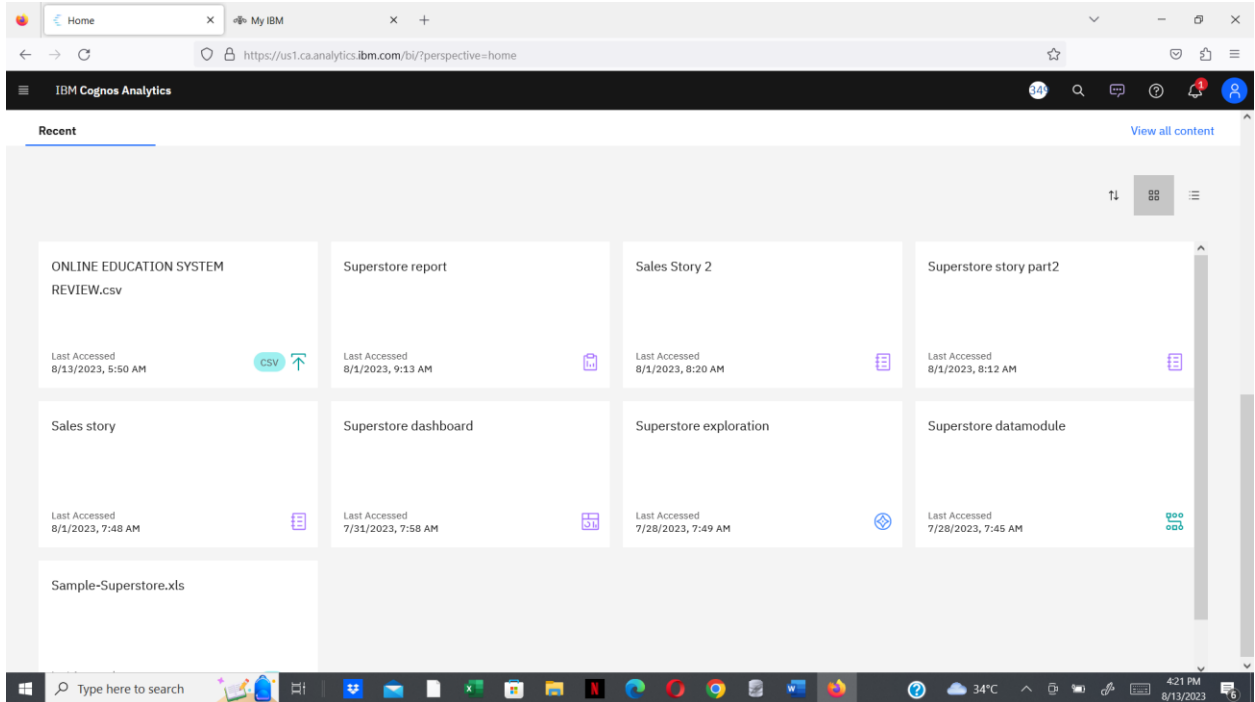 Home
My IBM
https://us1.ca.analytics.ibm.com/bi/?perspective=home
IBM Cognos Analytics
349
1
Recent
View all content
ONLINE EDUCATION SYSTEM
REVIEW.csv
Last Accessed
8/13/2023, 5:50 AM
CSV
Superstore report
Last Accessed
8/1/2023, 9:13 AM
Sales Story 2
Last Accessed
8/1/2023, 8:20 AM
Superstore story part2
Last Accessed
8/1/2023, 8:12 AM
Sales story
Last Accessed
8/1/2023, 7:48 AM
Superstore dashboard
Last Accessed
7/31/2023, 7:58 AM
Superstore exploration
Last Accessed
7/28/2023, 7:49 AM
Superstore datamodule
Last Accessed
7/28/2023, 7:45 AM
Sample-Superstore.xls
Type here to search
34°C
4:21 PM
8/13/2023
6